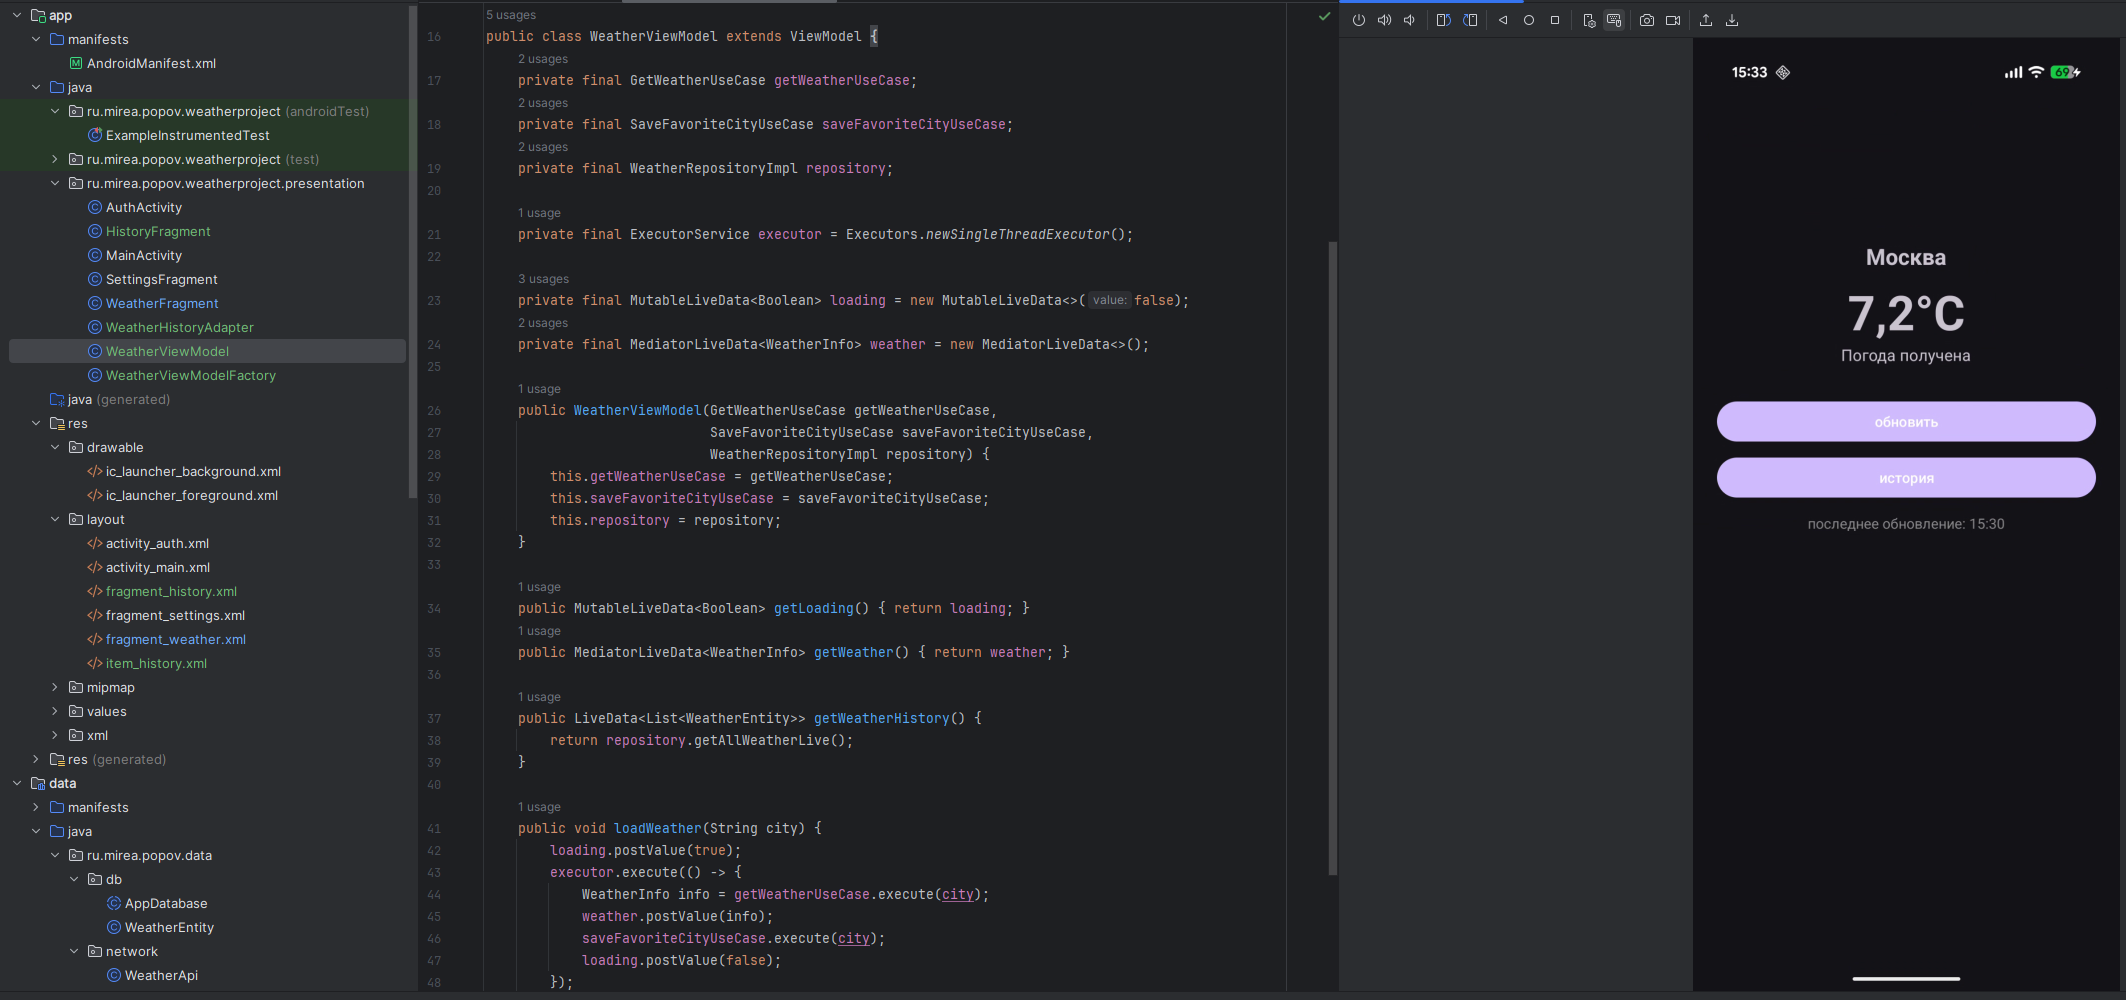 app
manifests
AndroidManifest.xml
java
ru.mirea.popov.weatherproject (androidTest)
ExampleInstrumentedTest
ru.mirea.popov.weatherproject (test)
ru.mirea.popov.weatherproject.presentation
AuthActivity
HistoryFragment
MainActivity
SettingsFragment
WeatherFragment
WeatherHistoryAdapter
WeatherViewModel
WeatherViewModelFactory
java (generated)
res
drawable
ic_launcher_background.xml
ic_launcher_foreground.xml
layout
activity_auth.xml
activity_main.xml
fragment_history.xml
fragment_settings.xml
fragment_weather.xml
item_history.xml
mipmap
values
xml
res (generated)
data
manifests
java
ru.mirea.popov.data
db
AppDatabase
WeatherEntity
network
WeatherApi
5 usages
16 public class WeatherViewModel extends ViewModel {
2 usages
17 private final GetWeatherUseCase getWeatherUseCase;
2 usages
18 private final SaveFavoriteCityUseCase saveFavoriteCityUseCase;
2 usages
19 private final WeatherRepositoryImpl repository;
20
1 usage
21 private final ExecutorService executor = Executors.newSingleThreadExecutor();
22
3 usages
23 private final MutableLiveData<Boolean> loading = new MutableLiveData<>( value: false);
2 usages
24 private final MediatorLiveData<WeatherInfo> weather = new MediatorLiveData<>();
25
1 usage
26 public WeatherViewModel(GetWeatherUseCase getWeatherUseCase,
27 SaveFavoriteCityUseCase saveFavoriteCityUseCase,
28 WeatherRepositoryImpl repository) {
29 this.getWeatherUseCase = getWeatherUseCase;
30 this.saveFavoriteCityUseCase = saveFavoriteCityUseCase;
31 this.repository = repository;
32 }
33
1 usage
34 public MutableLiveData<Boolean> getLoading() { return loading; }
1 usage
35 public MediatorLiveData<WeatherInfo> getWeather() { return weather; }
36
1 usage
37 public LiveData<List<WeatherEntity>> getWeatherHistory() {
38 return repository.getAllWeatherLive();
39 }
40
1 usage
41 public void loadWeather(String city) {
42 loading.postValue(true);
43 executor.execute(() -> {
44 WeatherInfo info = getWeatherUseCase.execute(city);
45 weather.postValue(info);
46 saveFavoriteCityUseCase.execute(city);
47 loading.postValue(false);
48 });
15:33
69
Москва
7,2°C
Погода получена
обновить
история
последнее обновление: 15:30